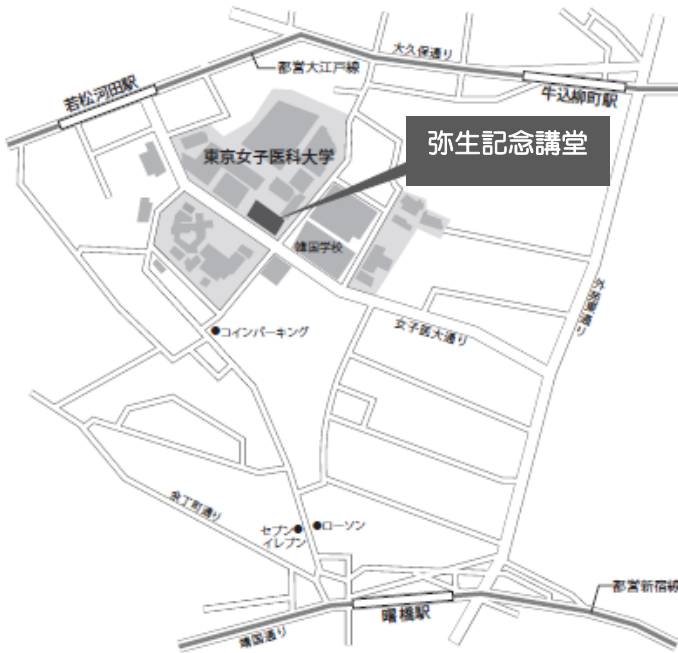 大久保通り
都営大江戸線
若松河田駅
牛込柳町駅
弥生記念講堂
東京女子医科大学
韓国学校
外苑東通り
女子医大通り
コインパーキング
余丁町通り
セブン
イレブン
ローソン
都営新宿線
曙橋駅
靖国通り